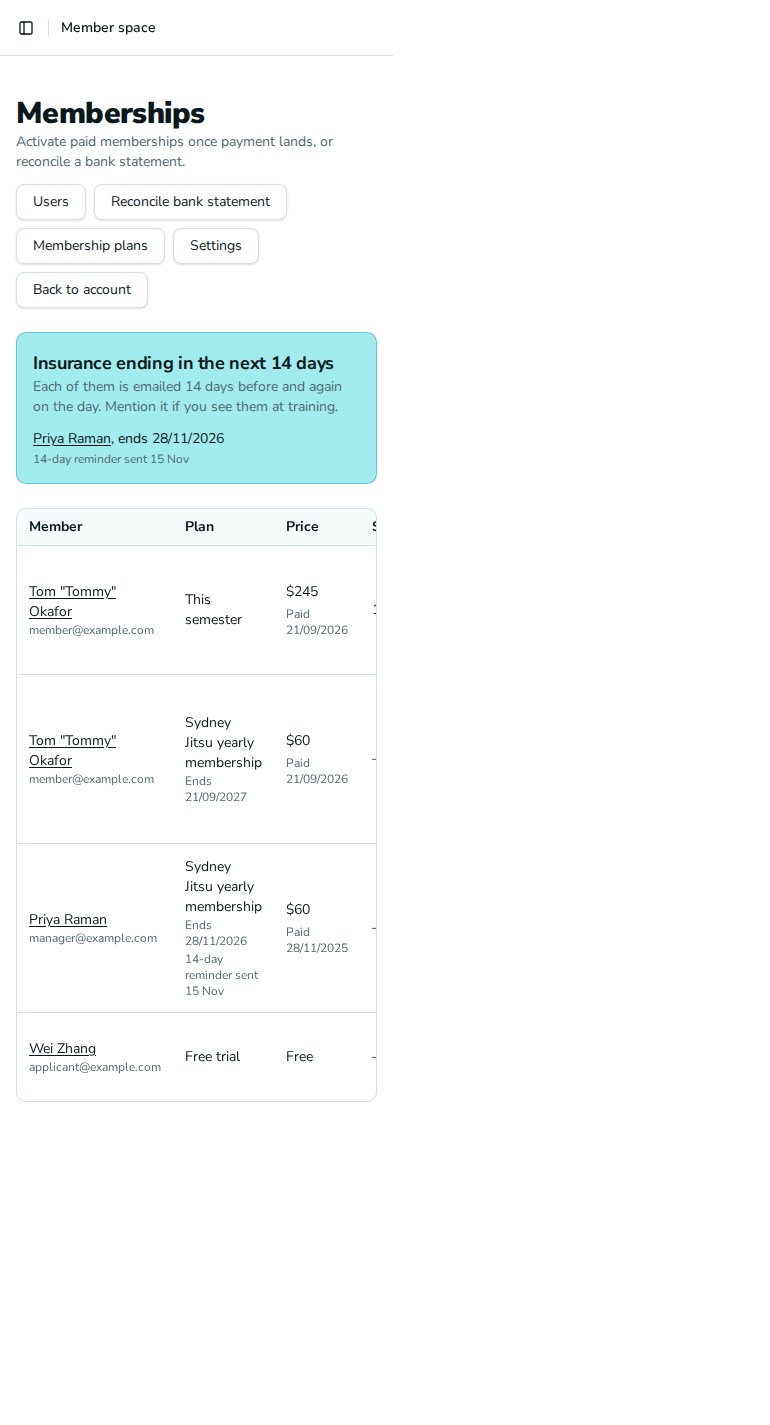 Member space
Memberships
Activate paid memberships once payment lands, or
reconcile a bank statement.
Users
Reconcile bank statement
Membership plans
Settings
Back to account
Insurance ending in the next 14 days
Each of them is emailed 14 days before and again
on the day. Mention it if you see them at training.
Priya Raman, ends 28/11/2026
14-day reminder sent 15 Nov
Member Plan Price
Tom "Tommy"
Okafor
member@example.com
This
semester
$245
Paid
21/09/2026
Tom "Tommy"
Okafor
member@example.com
Sydney
Jitsu yearly
membership
Ends
21/09/2027
$60
Paid
21/09/2026
Priya Raman
manager@example.com
Sydney
Jitsu yearly
membership
Ends
28/11/2026
14-day
reminder sent
15 Nov
$60
Paid
28/11/2025
Wei Zhang
applicant@example.com
Free trial
Free